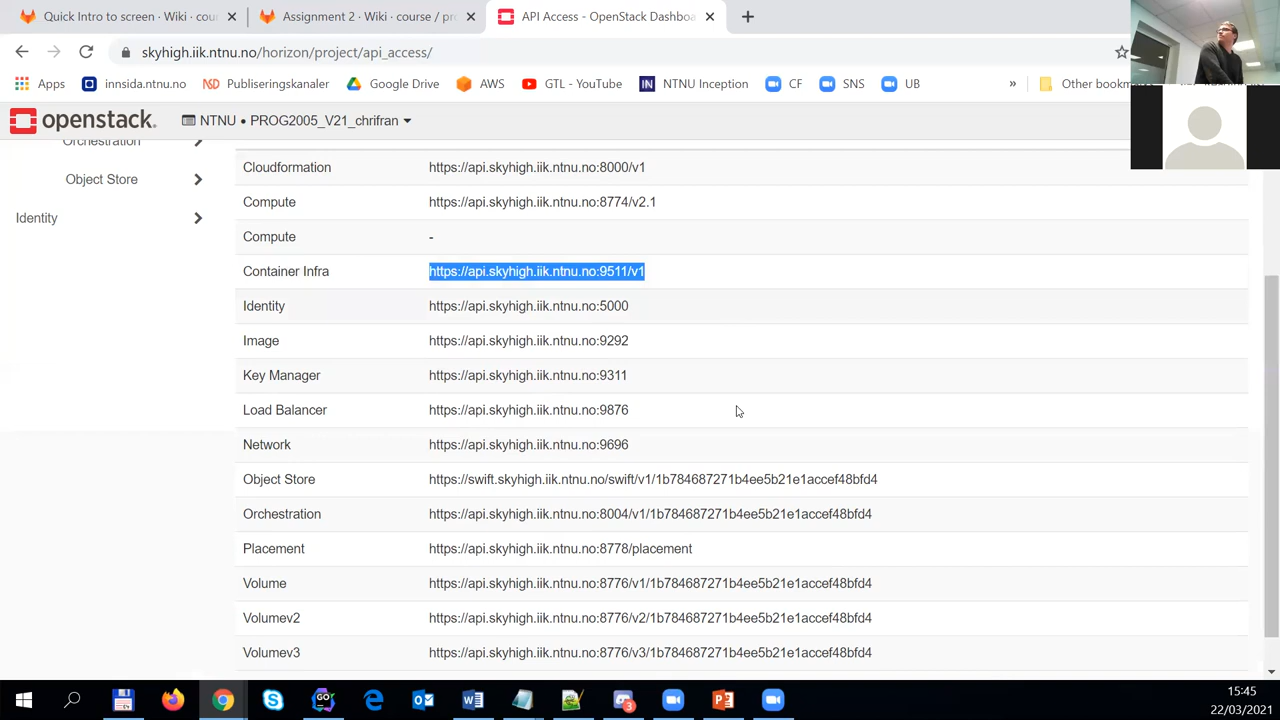 Quick Intro to screen · Wiki · cou
Assignment 2 · Wiki · course / pro
API Access - OpenStack Dashboa
skyhigh.iik.ntnu.no/horizon/project/api_access/
Apps
innsida.ntnu.no
NSD
Publiseringskanaler
Google Drive
AWS
GTL - YouTube
IN
NTNU Inception
CF
SNS
UB
»
Other bookm
openstack.
NTNU • PROG2005_V21_chrifran
Orchestration
Object Store
Identity
Cloudformation https://api.skyhigh.iik.ntnu.no:8000/v1
Compute https://api.skyhigh.iik.ntnu.no:8774/v2.1
Compute -
Container Infra https://api.skyhigh.iik.ntnu.no:9511/v1
Identity https://api.skyhigh.iik.ntnu.no:5000
Image https://api.skyhigh.iik.ntnu.no:9292
Key Manager https://api.skyhigh.iik.ntnu.no:9311
Load Balancer https://api.skyhigh.iik.ntnu.no:9876
Network https://api.skyhigh.iik.ntnu.no:9696
Object Store https://swift.skyhigh.iik.ntnu.no/swift/v1/1b784687271b4ee5b21e1accef48bfd4
Orchestration https://api.skyhigh.iik.ntnu.no:8004/v1/1b784687271b4ee5b21e1accef48bfd4
Placement https://api.skyhigh.iik.ntnu.no:8778/placement
Volume https://api.skyhigh.iik.ntnu.no:8776/v1/1b784687271b4ee5b21e1accef48bfd4
Volumev2 https://api.skyhigh.iik.ntnu.no:8776/v2/1b784687271b4ee5b21e1accef48bfd4
Volumev3 https://api.skyhigh.iik.ntnu.no:8776/v3/1b784687271b4ee5b21e1accef48bfd4
GO
3
15:45
22/03/2021